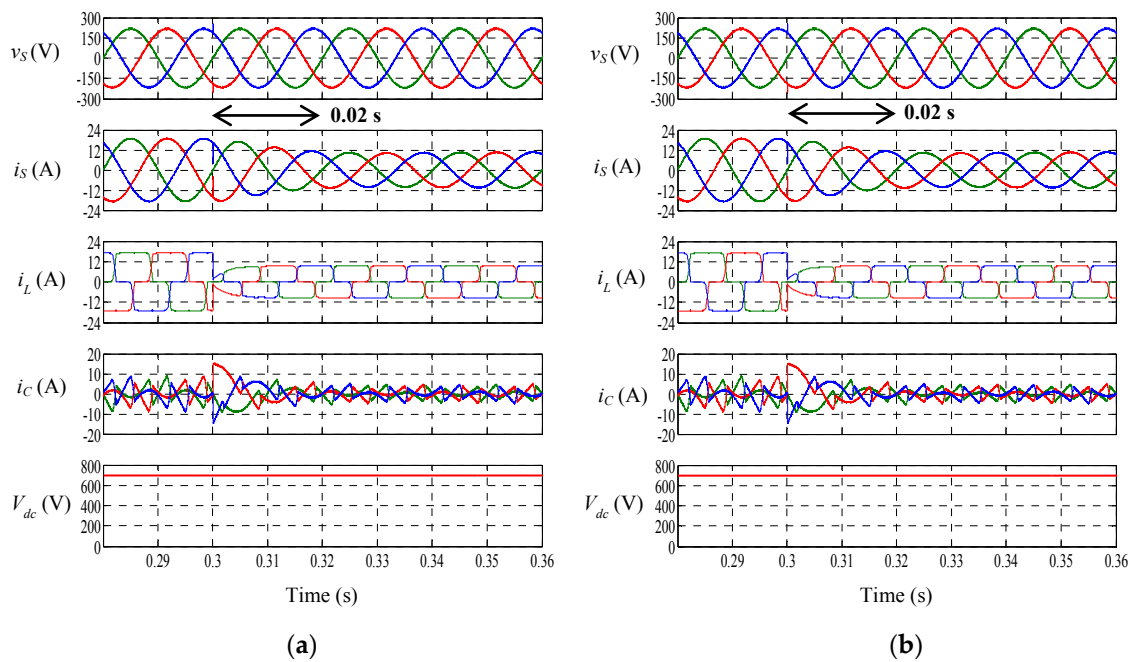 300
150
0
-150
-300
v_S (V)
0.02 s
24
12
0
-12
-24
i_S (A)
24
12
0
-12
-24
i_L (A)
20
10
0
-10
-20
i_C (A)
800
600
400
200
0
V_dc (V)
0.29 0.3 0.31 0.32 0.33 0.34 0.35 0.36
Time (s)
(a)
300
150
0
-150
-300
v_S (V)
0.02 s
24
12
0
-12
-24
i_S (A)
24
12
0
-12
-24
i_L (A)
20
10
0
-10
-20
i_C (A)
800
600
400
200
0
V_dc (V)
0.29 0.3 0.31 0.32 0.33 0.34 0.35 0.36
Time (s)
(b)